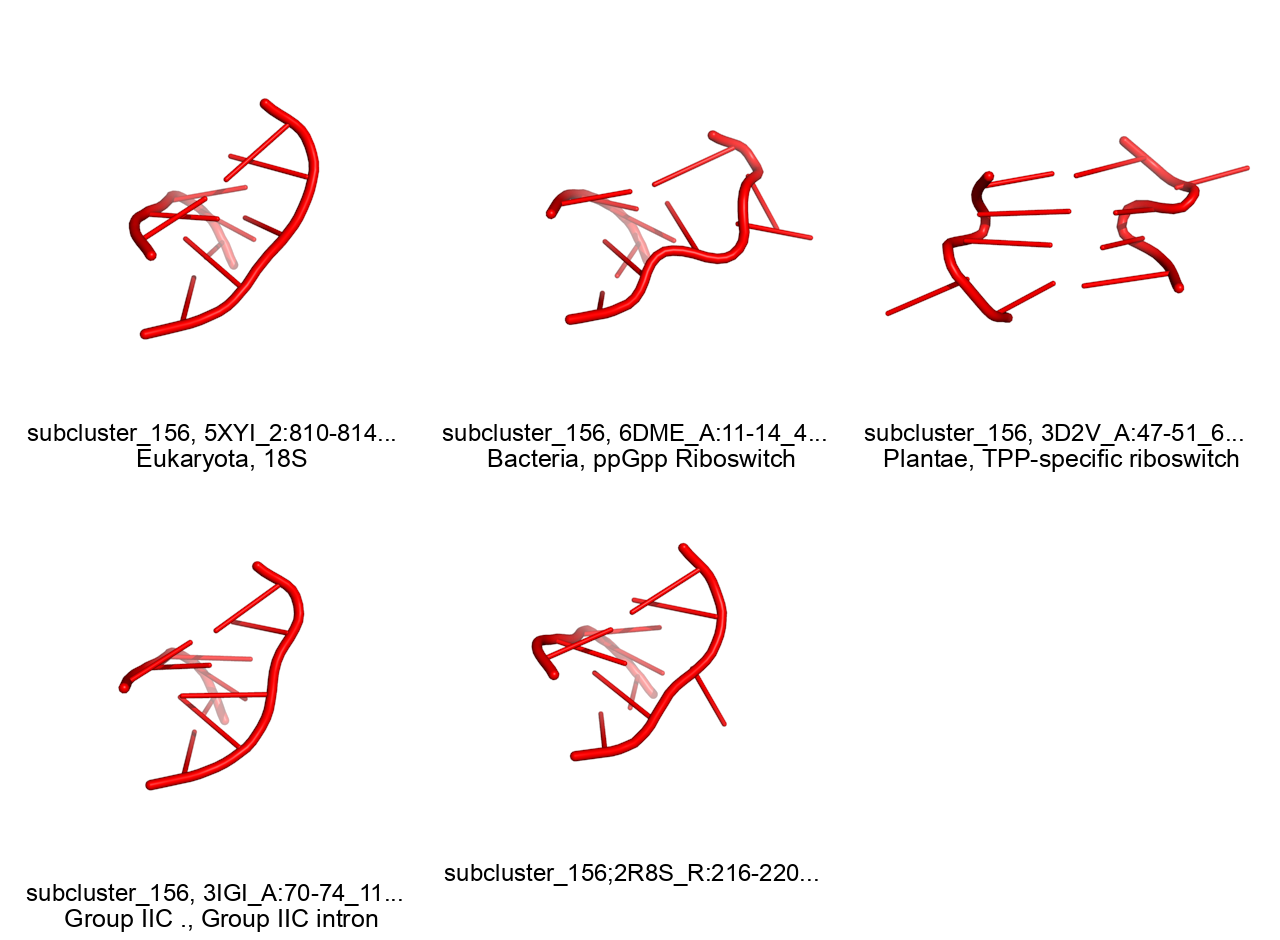 subcluster_156, 5XYI_2:810-814...
Eukaryota, 18S
subcluster_156, 6DME_A:11-14_4...
Bacteria, ppGpp Riboswitch
subcluster_156, 3D2V_A:47-51_6...
Plantae, TPP-specific riboswitch
subcluster_156, 3IGI_A:70-74_11...
Group IIC ., Group IIC intron
subcluster_156;2R8S_R:216-220...